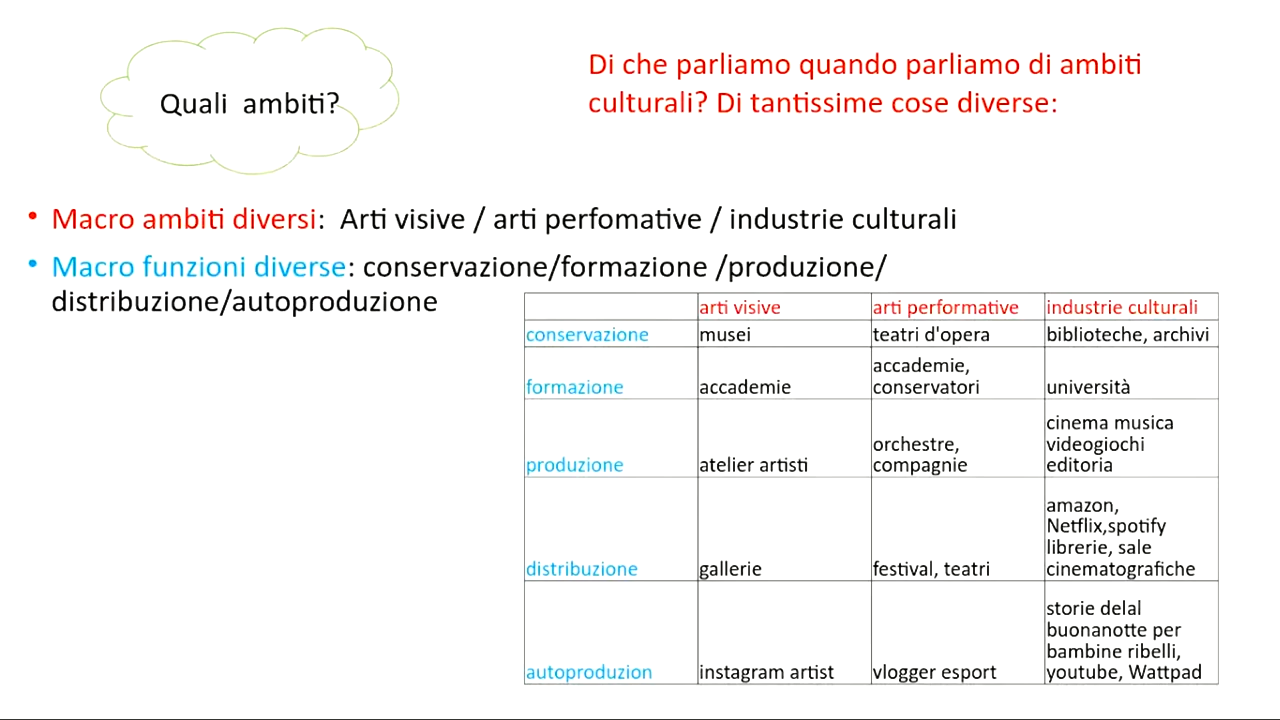 Quali ambiti?
Di che parliamo quando parliamo di ambiti
culturali? Di tantissime cose diverse:
• Macro ambiti diversi: Arti visive / arti perfomative / industrie culturali
• Macro funzioni diverse: conservazione/formazione /produzione/
distribuzione/autoproduzione
arti visive arti performative industrie culturali
conservazione musei teatri d'opera biblioteche, archivi
accademie,
formazione accademie conservatori università
cinema musica
orchestre, videogiochi
produzione atelier artisti compagnie editoria
amazon,
Netflix,spotify
librerie, sale
distribuzione gallerie festival, teatri cinematografiche
storie delal
buonanotte per
bambine ribelli,
autoproduzion instagram artist vlogger esport youtube, Wattpad